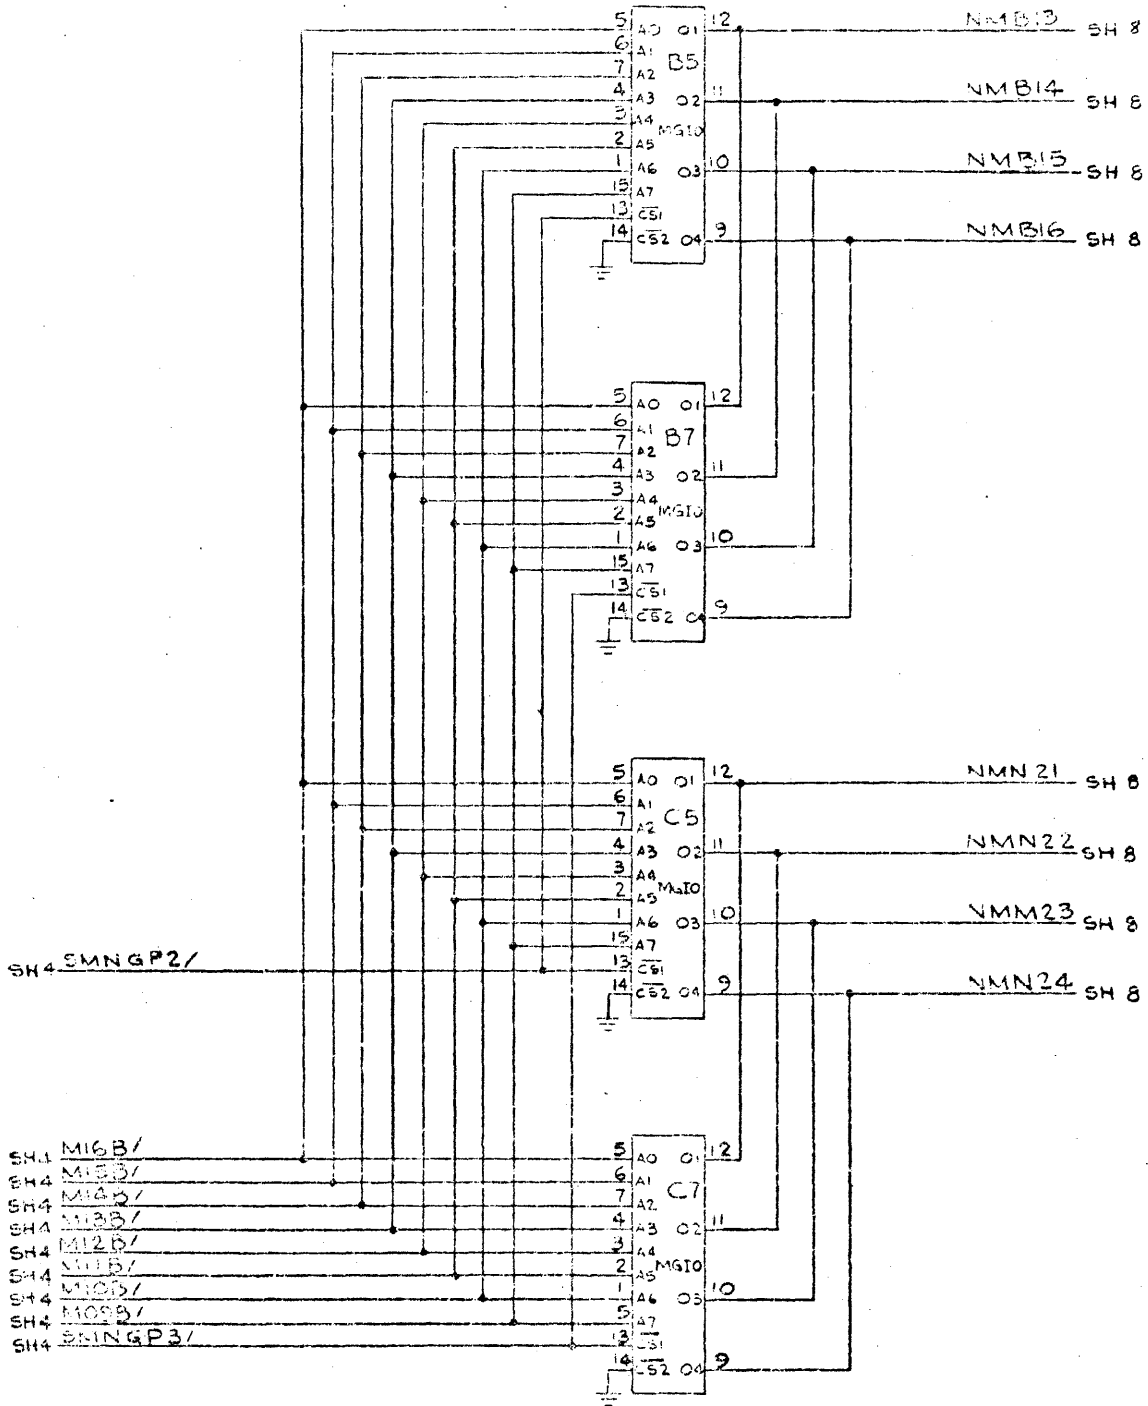 5 A0 O1 12 NMB13 SH 8
6 A1
B5
7 A2
4 A3 O2 11 NMB14 SH 8
3 A4
MGIO
2 A5
1 A6 O3 10 NMB15 SH 8
15 A7
13 CS1
14 CS2 O4 9 NMB16 SH 8
5 A0 O1 12
6 A1
B7
7 A2
4 A3 O2 11
3 A4
MGIO
2 A5
1 A6 O3 10
15 A7
13 CS1
14 CS2 O4 9
5 A0 O1 12 NMN21 SH 8
6 A1
C5
7 A2
4 A3 O2 11 NMN22 SH 8
3 A4
MGIO
2 A5
1 A6 O3 10 NMM23 SH 8
15 A7
SH4 SMNGP2/ 13 CS1
14 CS2 O4 9 NMN24 SH 8
SH4 M16B/ 5 A0 O1 12
SH4 M15B/ 6 A1
C7
SH4 M14B/ 7 A2
SH4 M13B/ 4 A3 O2 11
SH4 M12B/ 3 A4
MGIO
SH4 M11B/ 2 A5
SH4 M10B/ 1 A6 O3 10
SH4 M09B/ 5 A7
SH4 SMNGP3/ 13 CS1
14 CS2 O4 9